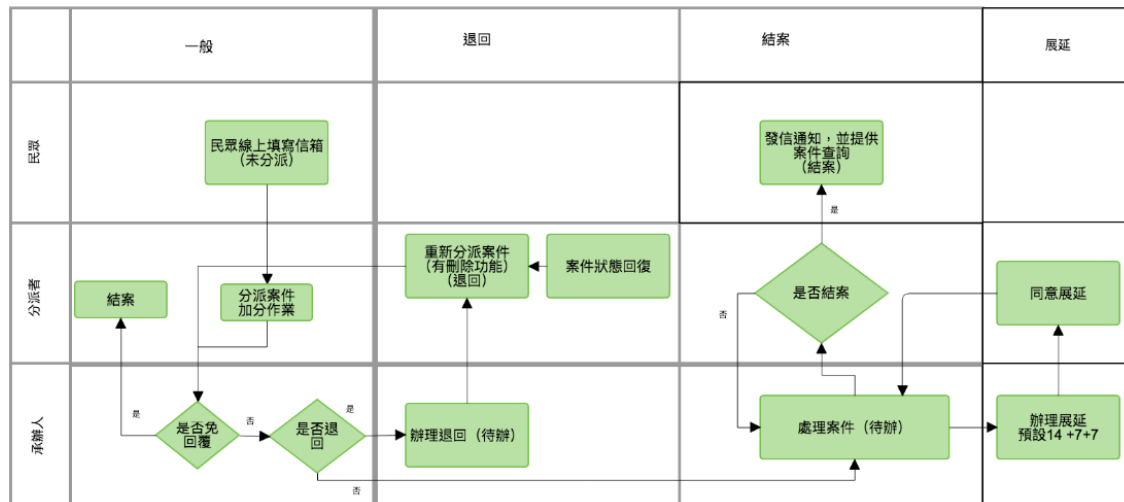 一般
退回
結案
展延
民眾
民眾線上填寫信箱
（未分派）
發信通知，並提供
案件查詢
（結案）
是
分派者
結案
分派案件
加分作業
重新分派案件
（有刪除功能）
（退回）
案件狀態回復
是否結案
否
同意展延
承辦人
是
是否免
回覆
否
是否退
回
是
否
辦理退回（待辦）
處理案件（待辦）
辦理展延
預設14 +7+7